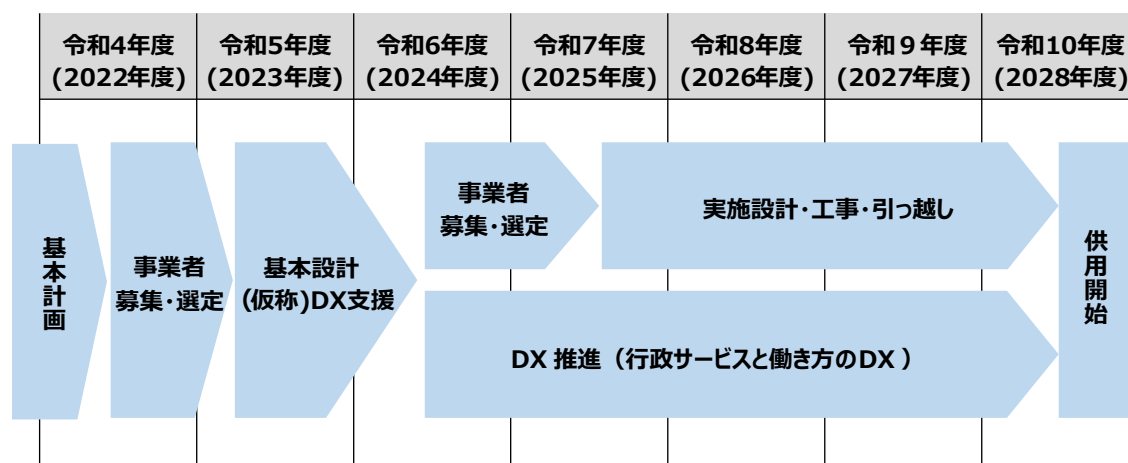 令和4年度
(2022年度)
令和5年度
(2023年度)
令和6年度
(2024年度)
令和7年度
(2025年度)
令和8年度
(2026年度)
令和９年度
(2027年度)
令和10年度
(2028年度)
基本計画
事業者
募集・選定
基本設計
(仮称)DX支援
事業者
募集・選定
実施設計・工事・引っ越し
DX 推進（行政サービスと働き方のDX ）
供用開始